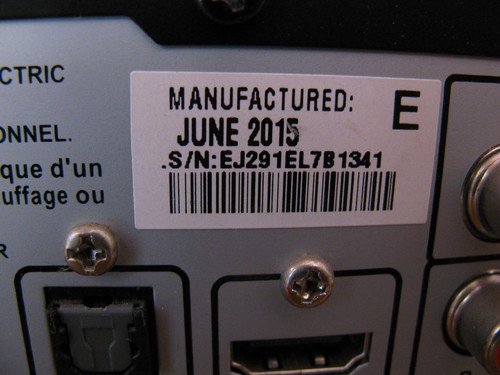 CTRIC
ONNEL.
que d'un
uffage ou
R
MANUFACTURED:
E
JUNE 2015
.S/N:EJ291EL7B1341